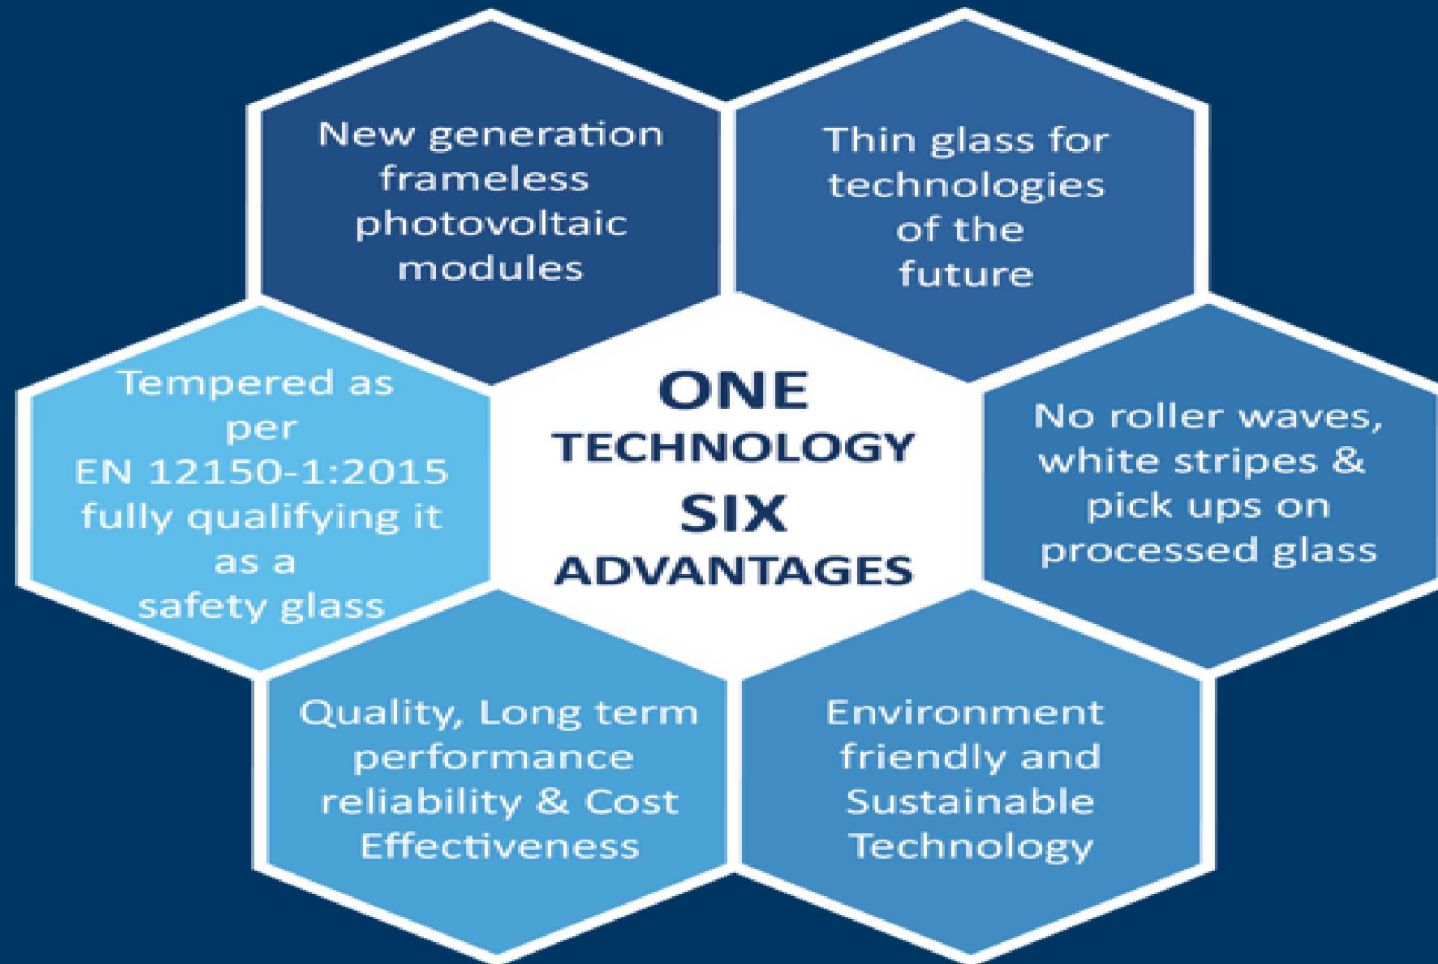 New generation
frameless
photovoltaic
modules
Thin glass for
technologies
of the
future
Tempered as
per
EN 12150-1:2015
fully qualifying it
as a
safety glass
ONE
TECHNOLOGY
SIX
ADVANTAGES
No roller waves,
white stripes &
pick ups on
processed glass
Quality, Long term
performance
reliability & Cost
Effectiveness
Environment
friendly and
Sustainable
Technology